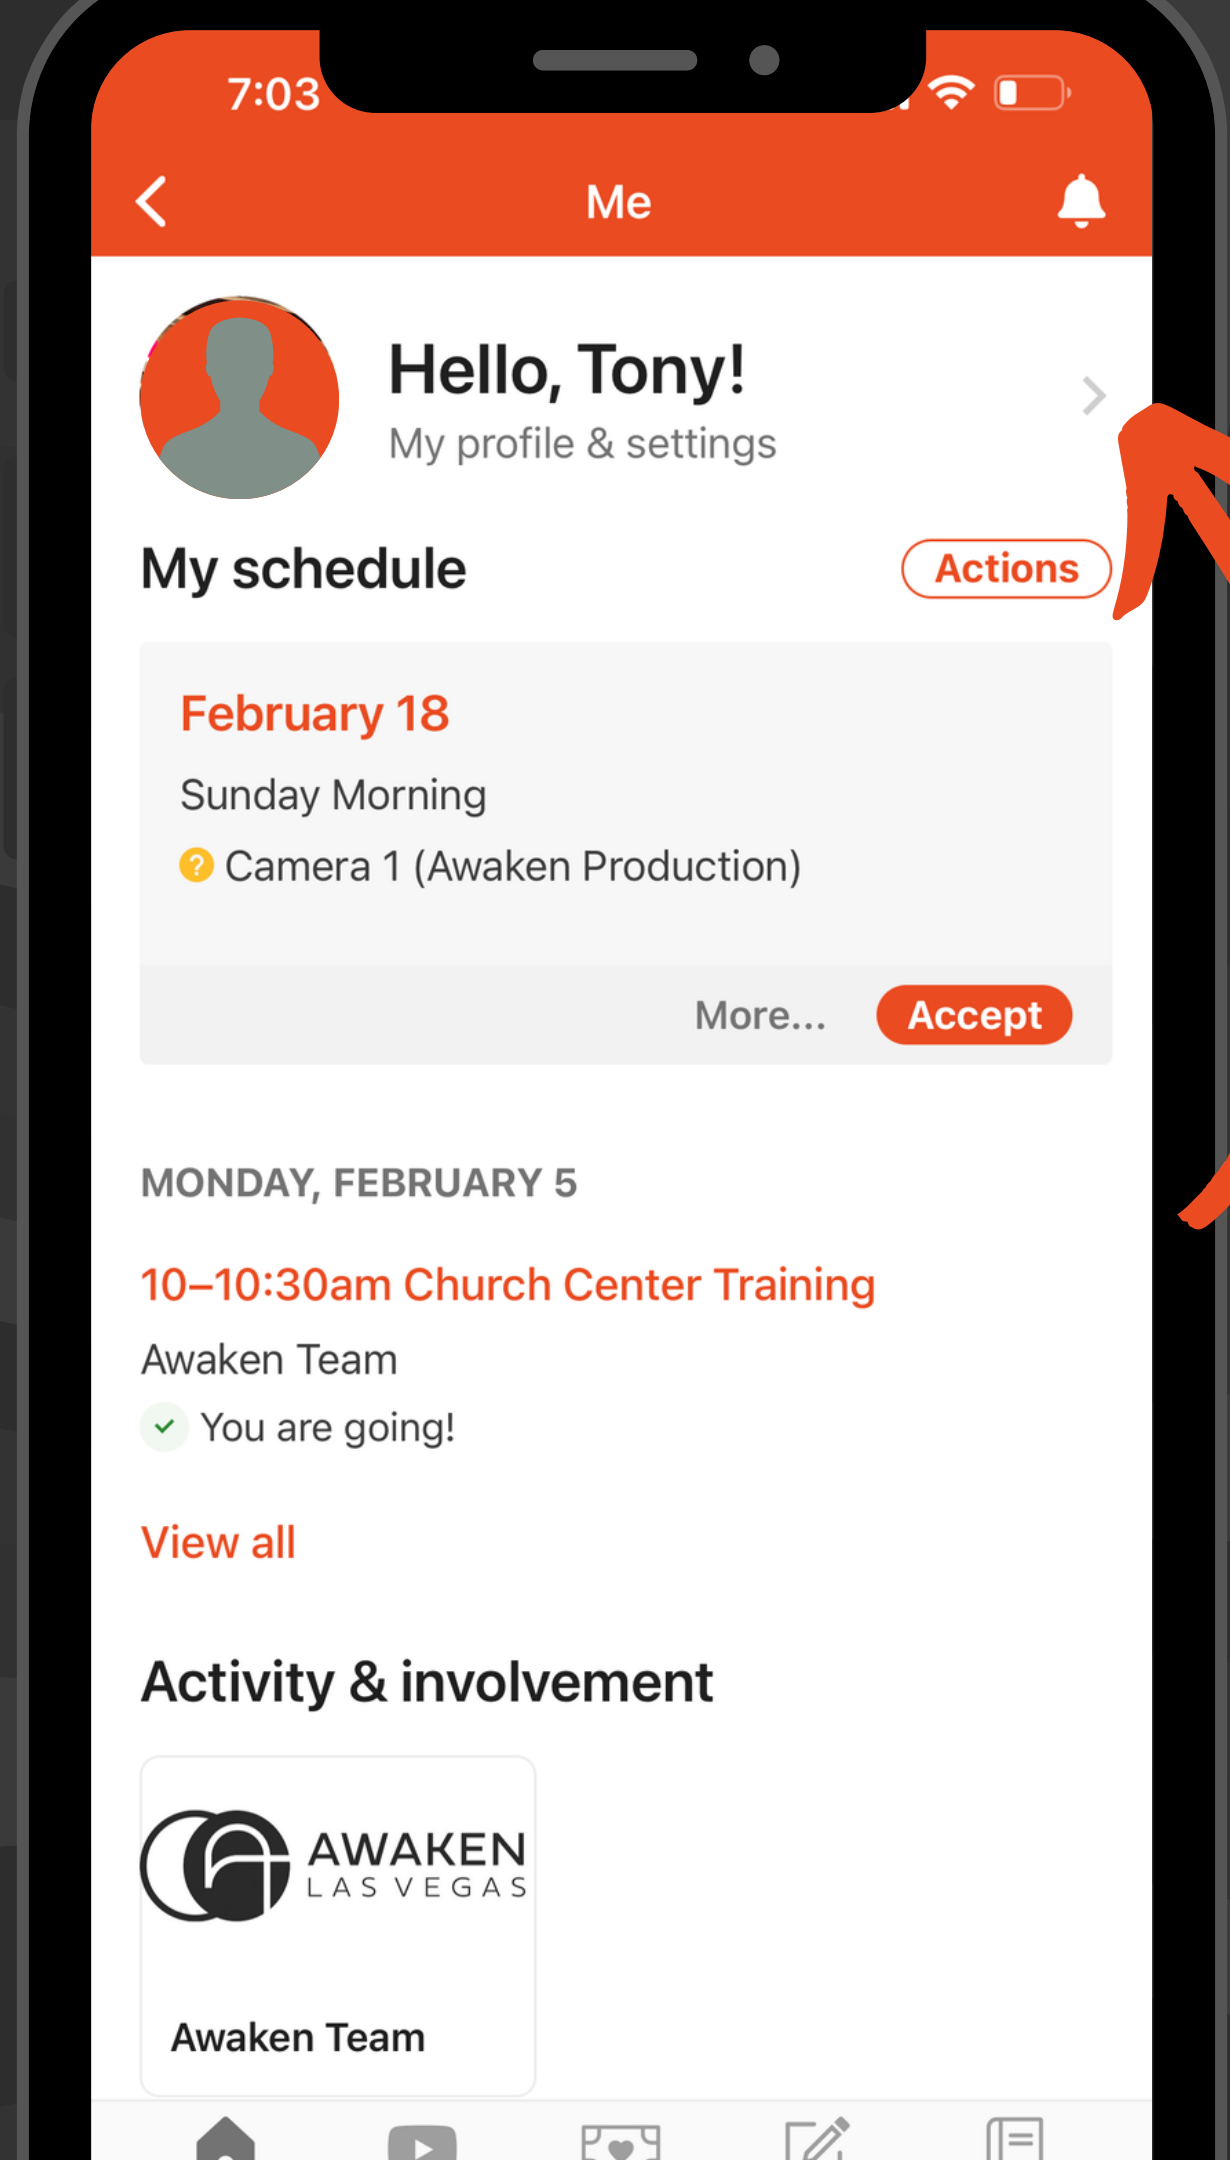 7:03
Me
Hello, Tony!
My profile & settings
My schedule
Actions
February 18
Sunday Morning
? Camera 1 (Awaken Production)
More...
Accept
MONDAY, FEBRUARY 5
10–10:30am Church Center Training
Awaken Team
You are going!
View all
Activity & involvement
AWAKEN
LAS VEGAS
Awaken Team